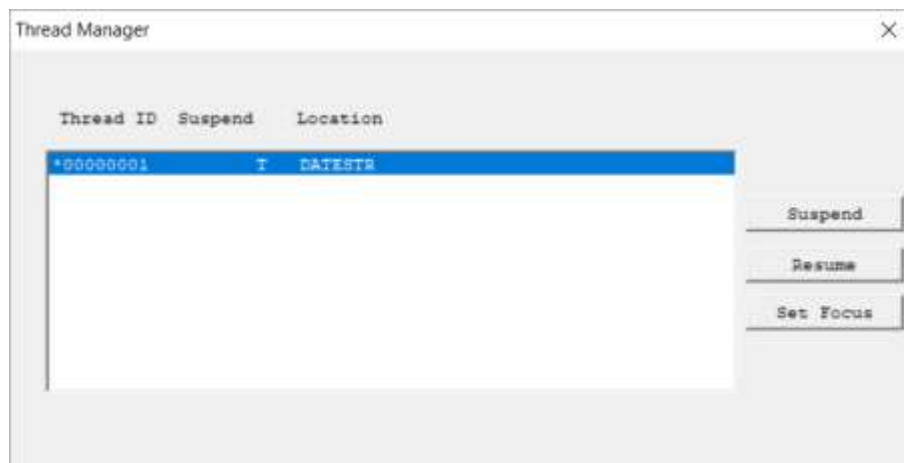 Thread Manager
Thread ID Suspend Location
*00000001 T DATESTR
Suspend
Resume
Set Focus